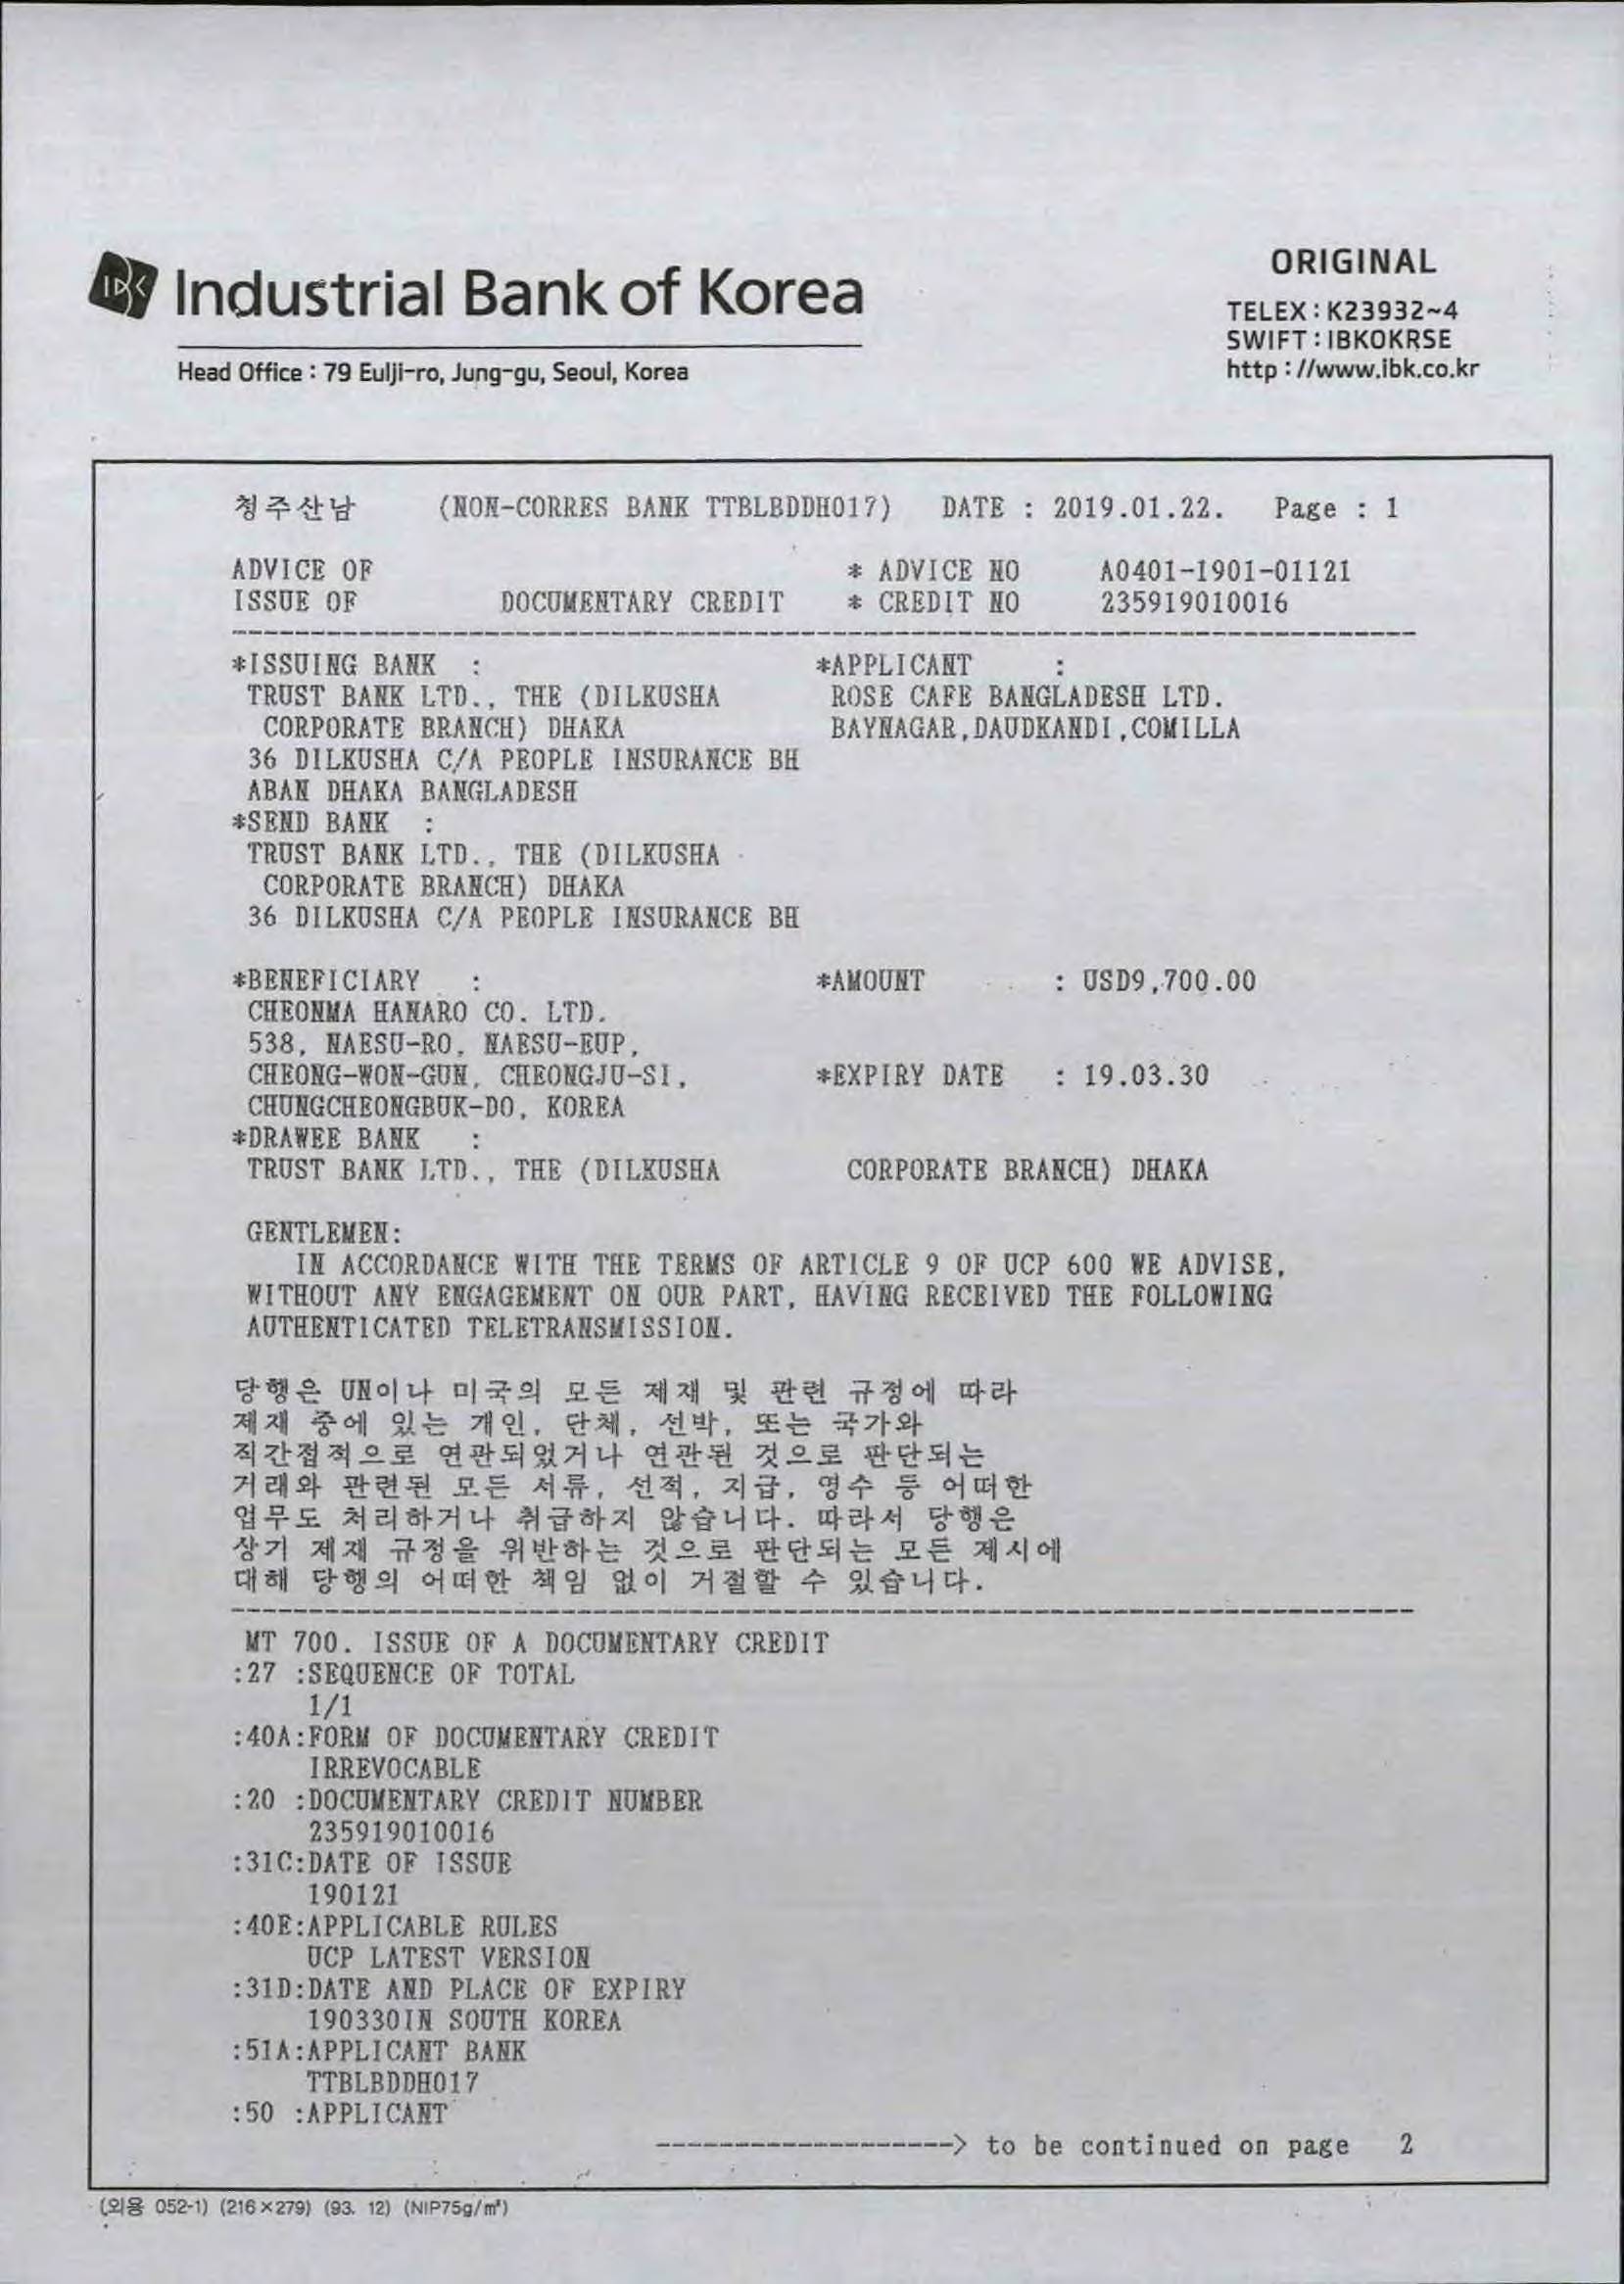 IBK Industrial Bank of Korea
Head Office : 79 Eulji-ro, Jung-gu, Seoul, Korea
ORIGINAL
TELEX : K23932~4
SWIFT : IBKOKRSE
http : //www.ibk.co.kr
청주산남 (NON-CORRES BANK TTBLBDDH017) DATE : 2019.01.22. Page : 1
ADVICE OF * ADVICE NO A0401-1901-01121
ISSUE OF DOCUMENTARY CREDIT * CREDIT NO 235919010016
*ISSUING BANK : *APPLICANT :
TRUST BANK LTD., THE (DILKUSHA ROSE CAFE BANGLADESH LTD.
CORPORATE BRANCH) DHAKA BAYNAGAR,DAUDKANDI,COMILLA
36 DILKUSHA C/A PEOPLE INSURANCE BH
ABAN DHAKA BANGLADESH
*SEND BANK :
TRUST BANK LTD., THE (DILKUSHA
CORPORATE BRANCH) DHAKA
36 DILKUSHA C/A PEOPLE INSURANCE BH
*BENEFICIARY : *AMOUNT : USD9,700.00
CHEONMA HANARO CO. LTD.
538, NAESU-RO, NAESU-EUP,
CHEONG-WON-GUN, CHEONGJU-SI, *EXPIRY DATE : 19.03.30
CHUNGCHEONGBUK-DO, KOREA
*DRAWEE BANK :
TRUST BANK LTD., THE (DILKUSHA CORPORATE BRANCH) DHAKA
GENTLEMEN:
IN ACCORDANCE WITH THE TERMS OF ARTICLE 9 OF UCP 600 WE ADVISE,
WITHOUT ANY ENGAGEMENT ON OUR PART, HAVING RECEIVED THE FOLLOWING
AUTHENTICATED TELETRANSMISSION.
당행은 UN이나 미국의 모든 제재 및 관련 규정에 따라
제재 중에 있는 개인, 단체, 선박, 또는 국가와
직간접적으로 연관되었거나 연관된 것으로 판단되는
거래와 관련된 모든 서류, 선적, 지급, 영수 등 어떠한
업무도 처리하거나 취급하지 않습니다. 따라서 당행은
상기 제재 규정을 위반하는 것으로 판단되는 모든 제시에
대해 당행의 어떠한 책임 없이 거절할 수 있습니다.
MT 700. ISSUE OF A DOCUMENTARY CREDIT
:27 :SEQUENCE OF TOTAL
1/1
:40A:FORM OF DOCUMENTARY CREDIT
IRREVOCABLE
:20 :DOCUMENTARY CREDIT NUMBER
235919010016
:31C:DATE OF ISSUE
190121
:40E:APPLICABLE RULES
UCP LATEST VERSION
:31D:DATE AND PLACE OF EXPIRY
190330IN SOUTH KOREA
:51A:APPLICANT BANK
TTBLBDDH017
:50 :APPLICANT
-------------------> to be continued on page 2
(외용 052-1) (216×279) (93. 12) (NIP75g/㎡)